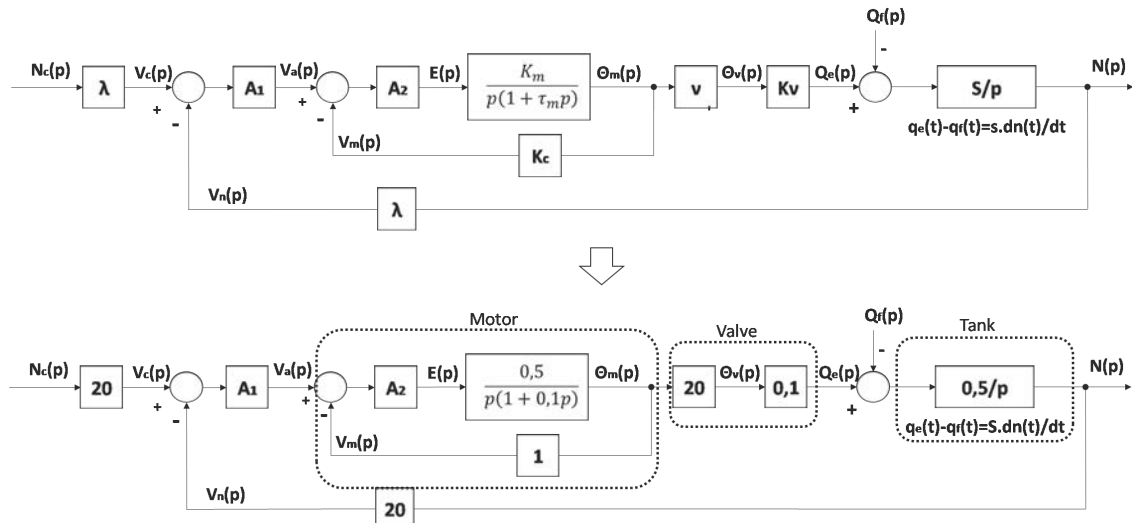 Qf(p)
Nc(p) λ Vc(p) A1 Va(p) A2 E(p) Km Θm(p) ν Θv(p) Kν Qe(p) S/p N(p)
p(1 + τmp)
-
+ - + - +
qe(t)-qf(t)=s.dn(t)/dt
Vm(p) Kc
Vn(p) λ
Motor Valve Qf(p) Tank
-
Nc(p) 20 Vc(p) A1 Va(p) A2 E(p) 0,5 Θm(p) 20 Θv(p) 0,1 Qe(p) 0,5/p N(p)
p(1 + 0,1p)
+ - + - +
qe(t)-qf(t)=S.dn(t)/dt
Vm(p) 1
Vn(p) 20